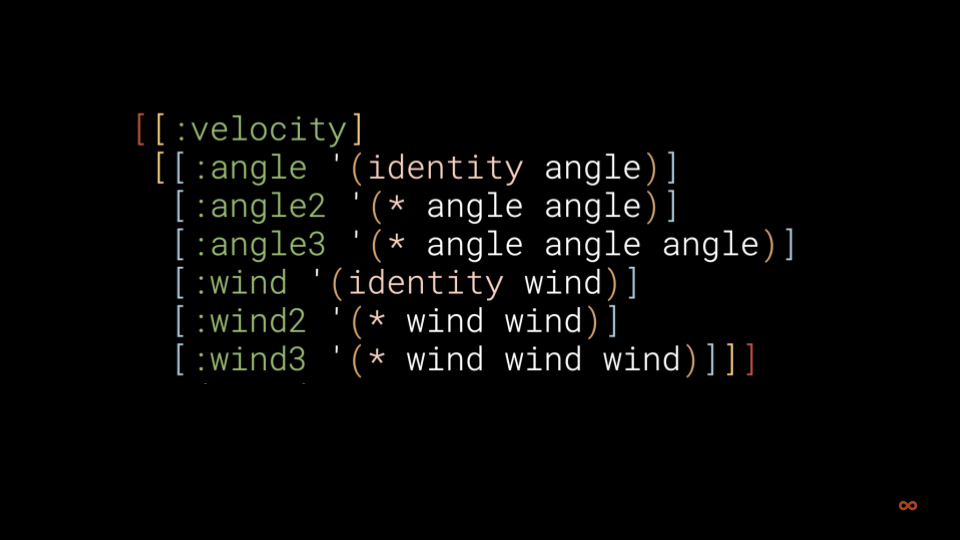 [[:velocity]
[[:angle '(identity angle)]
[:angle2 '(* angle angle)]
[:angle3 '(* angle angle angle)]
[:wind '(identity wind)]
[:wind2 '(* wind wind)]
[:wind3 '(* wind wind wind)]]]
∞